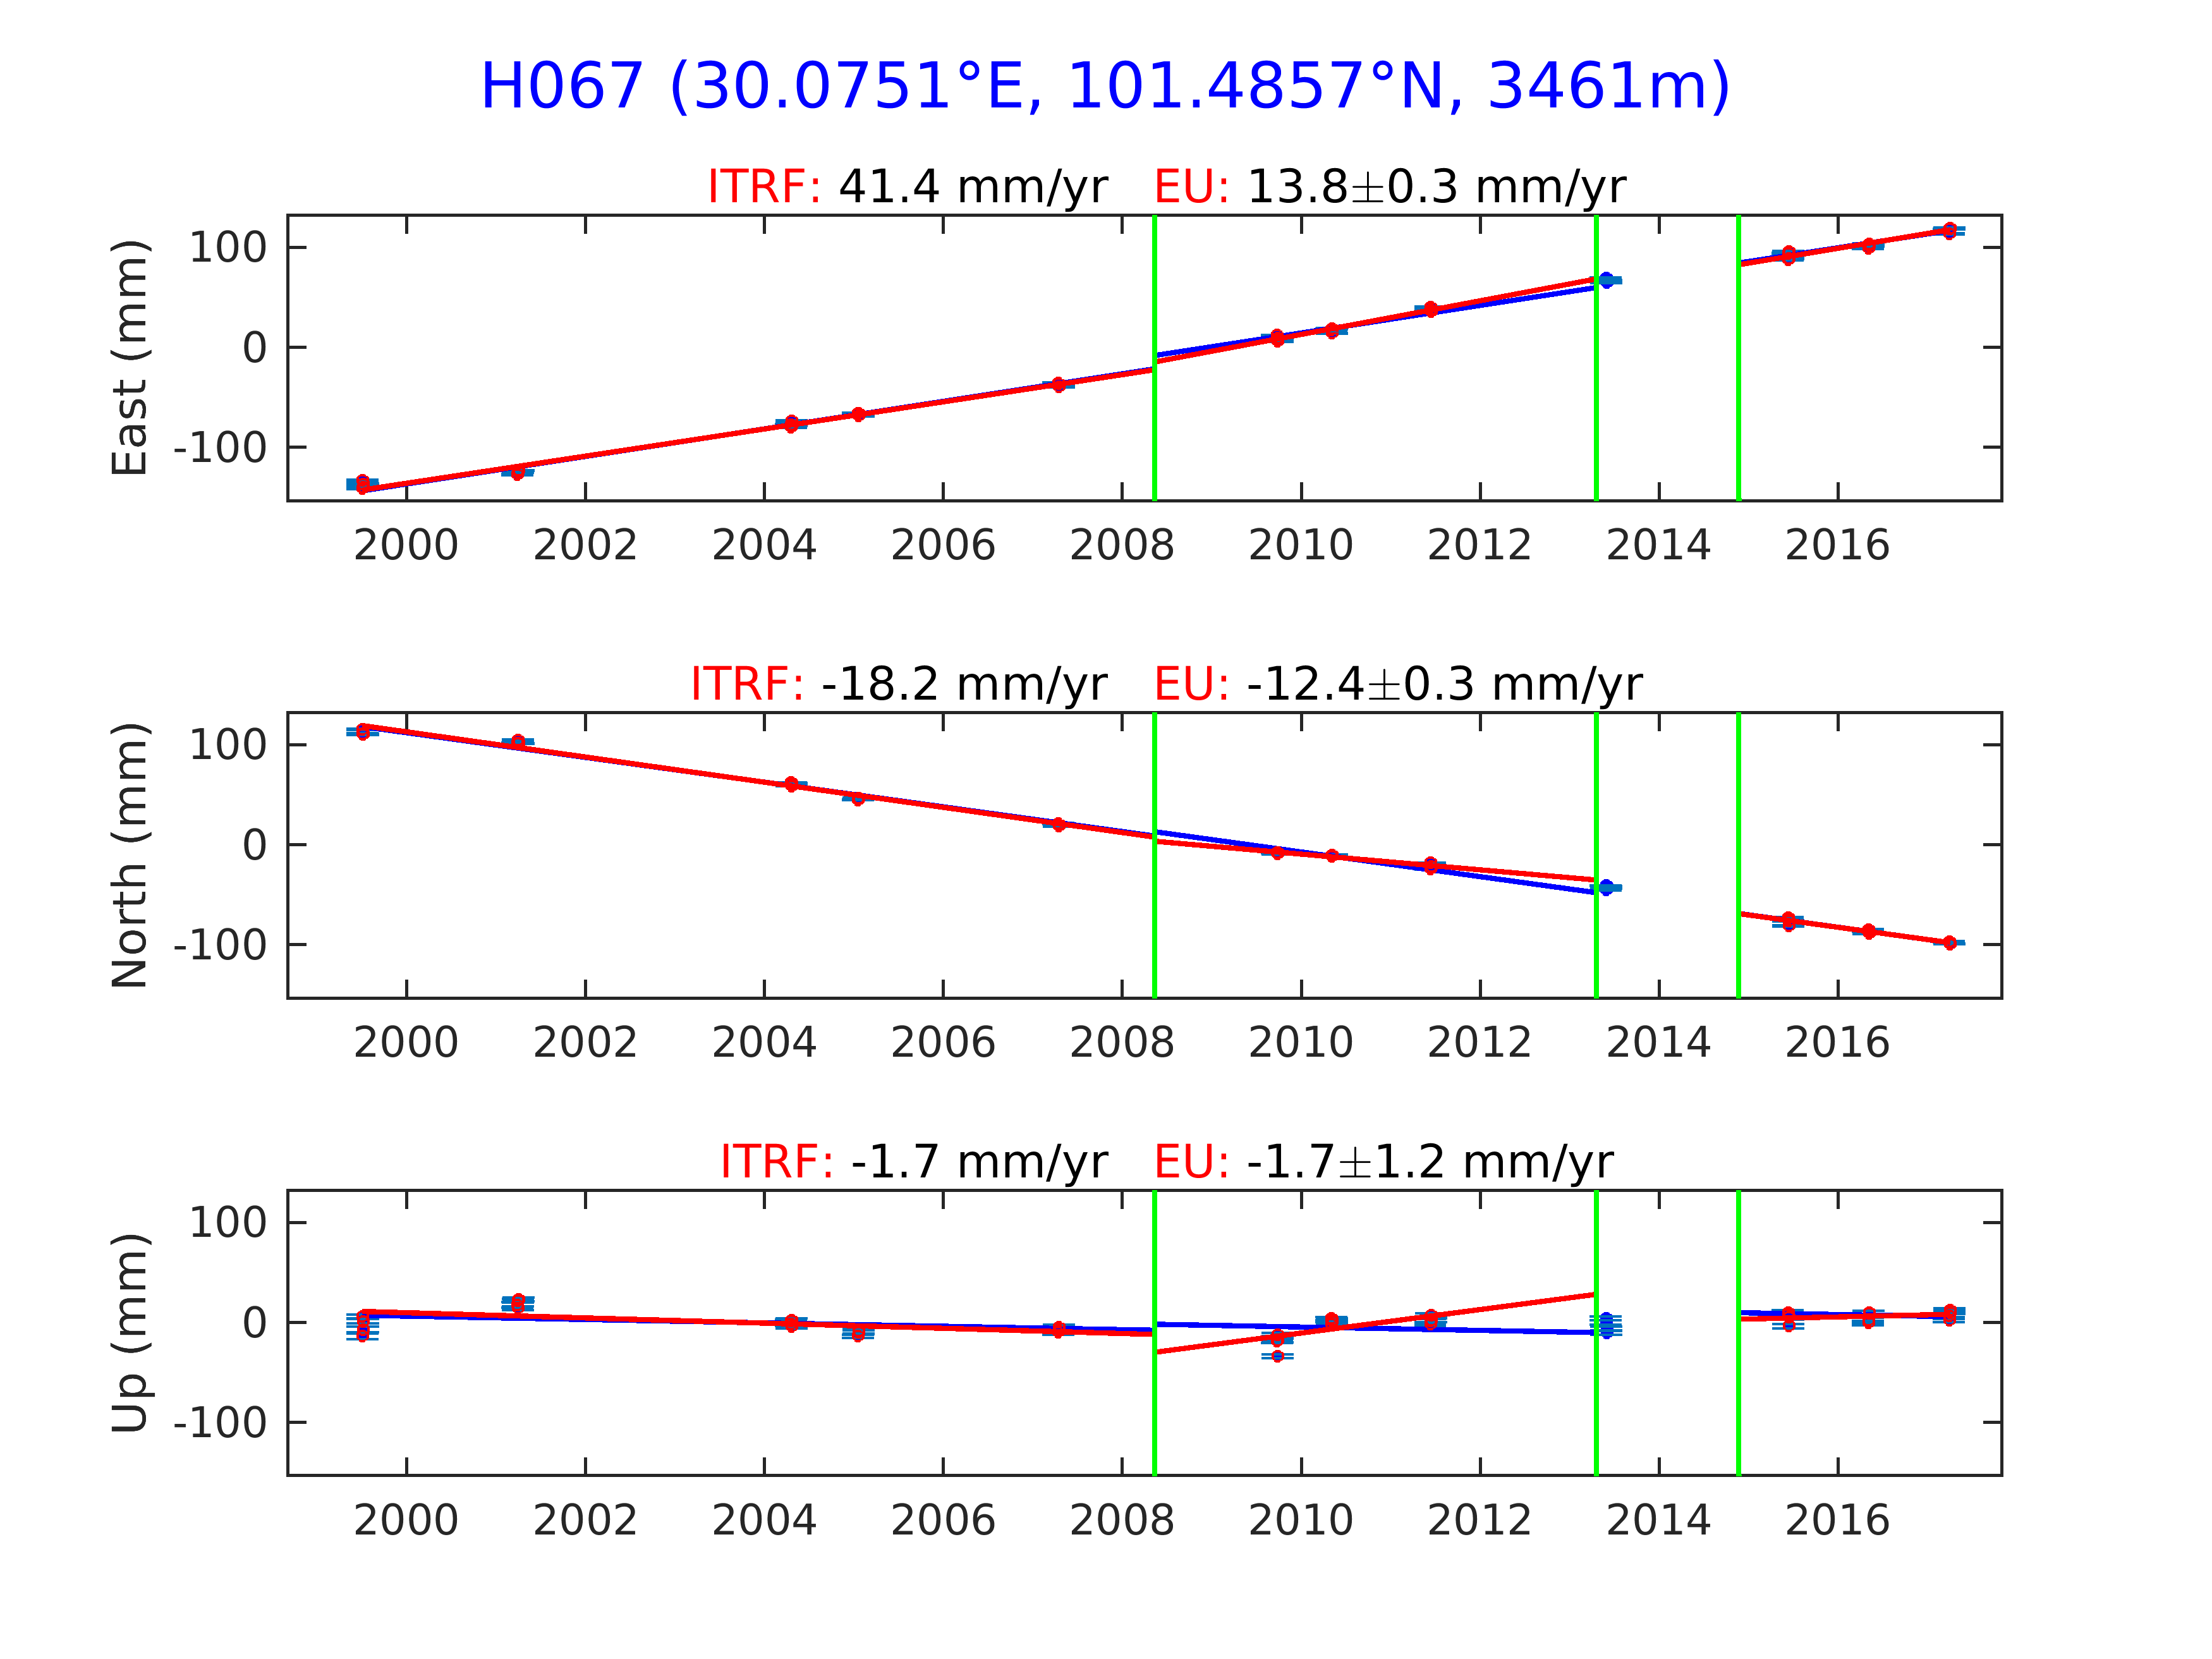 H067 (30.0751°E, 101.4857°N, 3461m)
ITRF: 41.4 mm/yr EU: 13.8±0.3 mm/yr
East (mm)
100
0
-100
2000 2002 2004 2006 2008 2010 2012 2014 2016
ITRF: -18.2 mm/yr EU: -12.4±0.3 mm/yr
North (mm)
100
0
-100
2000 2002 2004 2006 2008 2010 2012 2014 2016
ITRF: -1.7 mm/yr EU: -1.7±1.2 mm/yr
Up (mm)
100
0
-100
2000 2002 2004 2006 2008 2010 2012 2014 2016